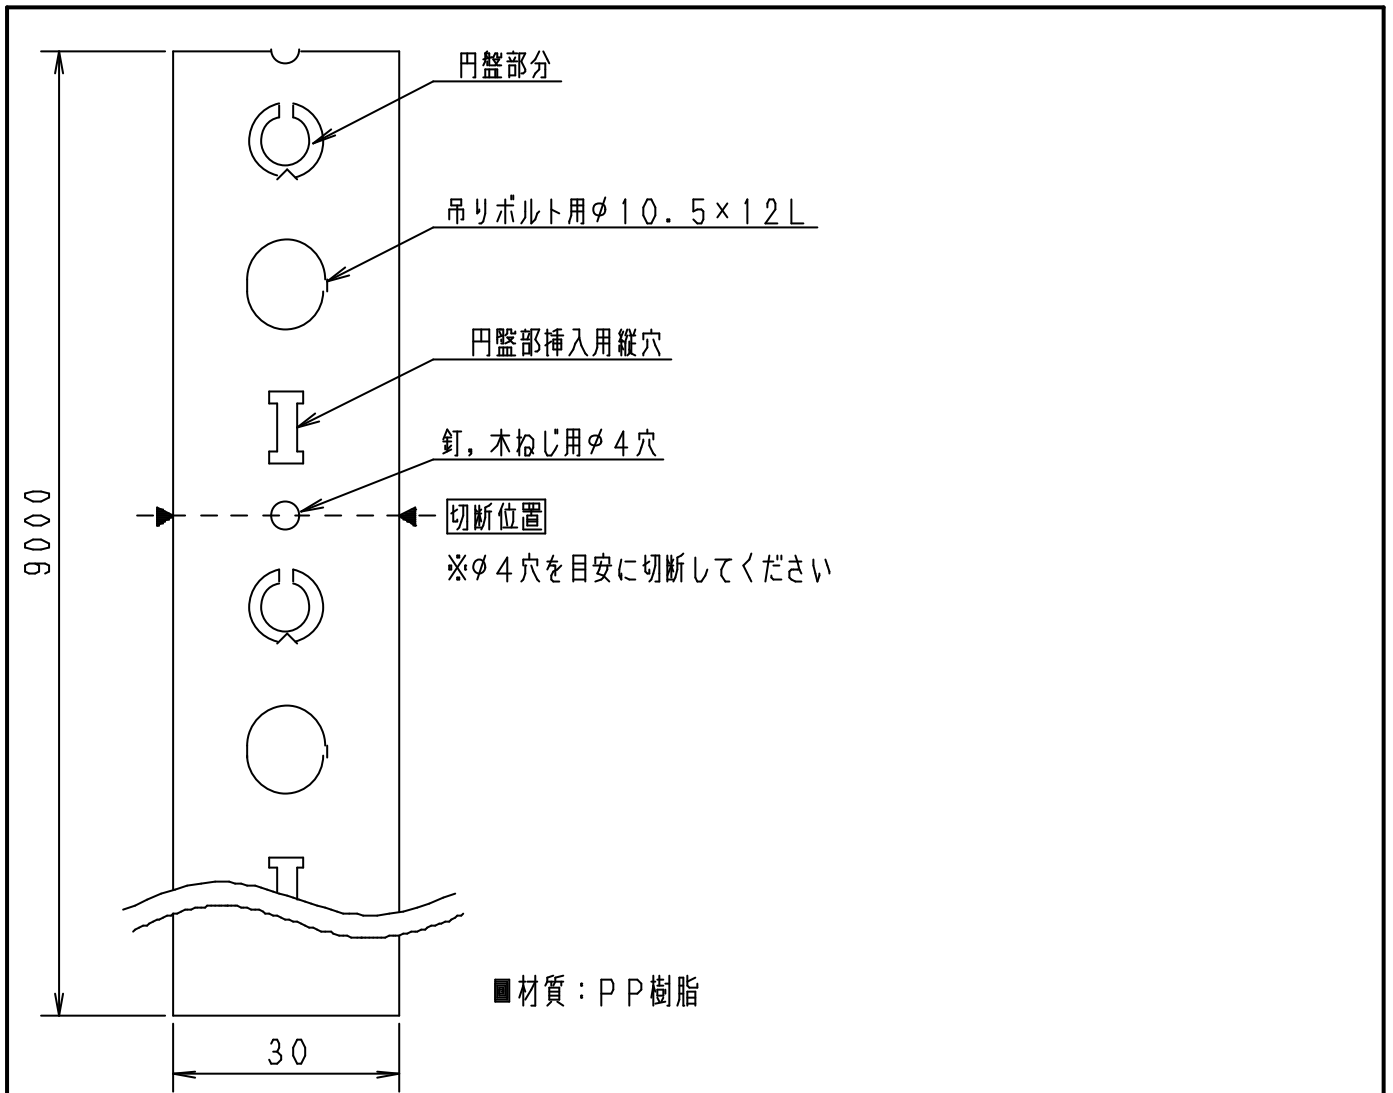 円盤部分
吊りボルト用φ10.5×12L
円盤部挿入用縦穴
釘,木ねじ用φ4穴
切断位置
※φ4穴を目安に切断してください
9000
■材質：PP樹脂
30